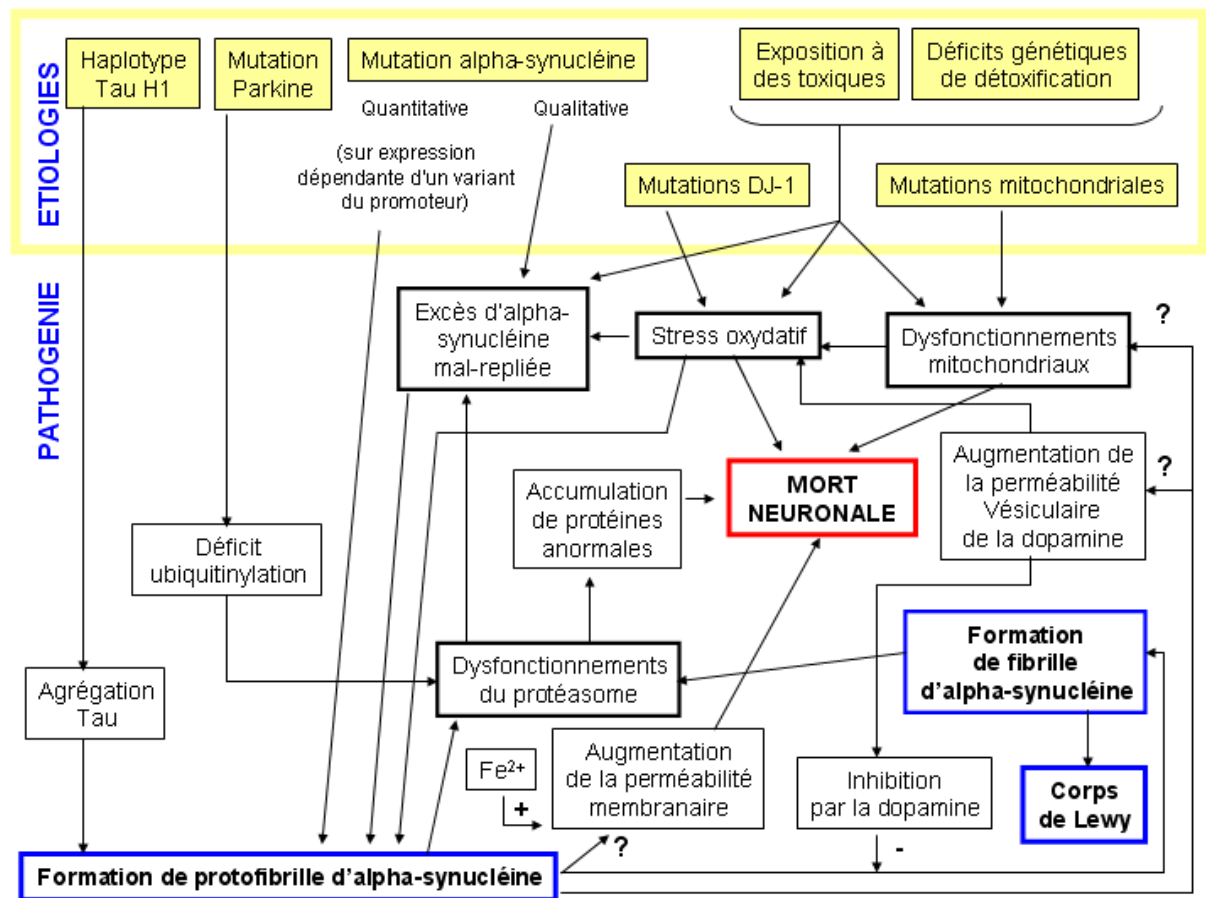 Haplotype
Tau H1
Mutation
Parkine
Mutation alpha-synucléine
Exposition à
des toxiques
Déficits génétiques
de détoxification
Quantitative
Qualitative
(sur expression
dépendante d'un variant
du promoteur)
Mutations DJ-1
Mutations mitochondriales
ETIOLOGIES
PATHOGENIE
Excès d'alpha-
synucléine
mal-repliée
Stress oxydatif
Dysfonctionnements
mitochondriaux
?
Accumulation
de protéines
anormales
MORT
NEURONALE
Augmentation de
la perméabilité
Vésiculaire
de la dopamine
?
Déficit
ubiquitinylation
Formation
de fibrille
d'alpha-synucléine
Dysfonctionnements
du protéasome
Agrégation
Tau
Fe²⁺
+
Augmentation
de la perméabilité
membranaire
Inhibition
par la dopamine
Corps
de Lewy
?
-
Formation de protofibrille d'alpha-synucléine